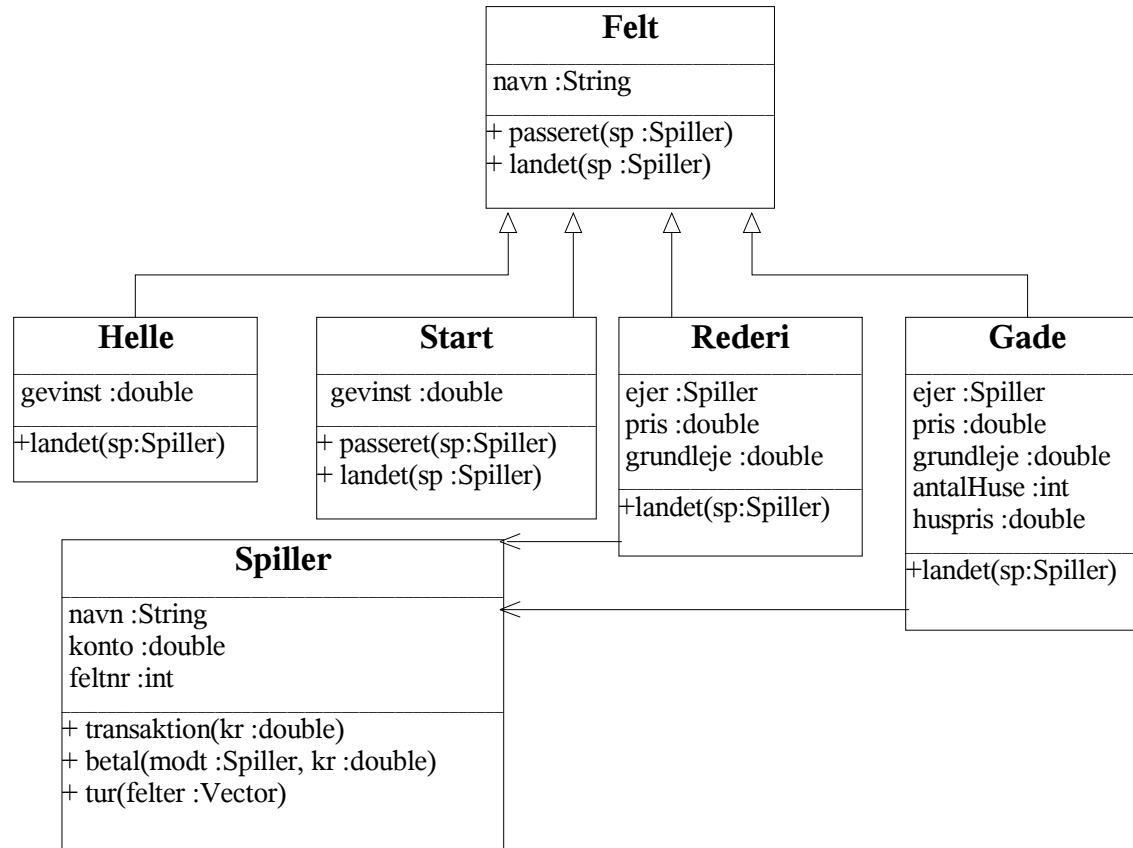 Felt
navn :String
+ passeret(sp :Spiller)
+ landet(sp :Spiller)
Helle
gevinst :double
+landet(sp:Spiller)
Start
gevinst :double
+ passeret(sp:Spiller)
+ landet(sp :Spiller)
Rederi
ejer :Spiller
pris :double
grundleje :double
+landet(sp:Spiller)
Gade
ejer :Spiller
pris :double
grundleje :double
antalHuse :int
huspris :double
+landet(sp:Spiller)
Spiller
navn :String
konto :double
feltnr :int
+ transaktion(kr :double)
+ betal(modt :Spiller, kr :double)
+ tur(felter :Vector)